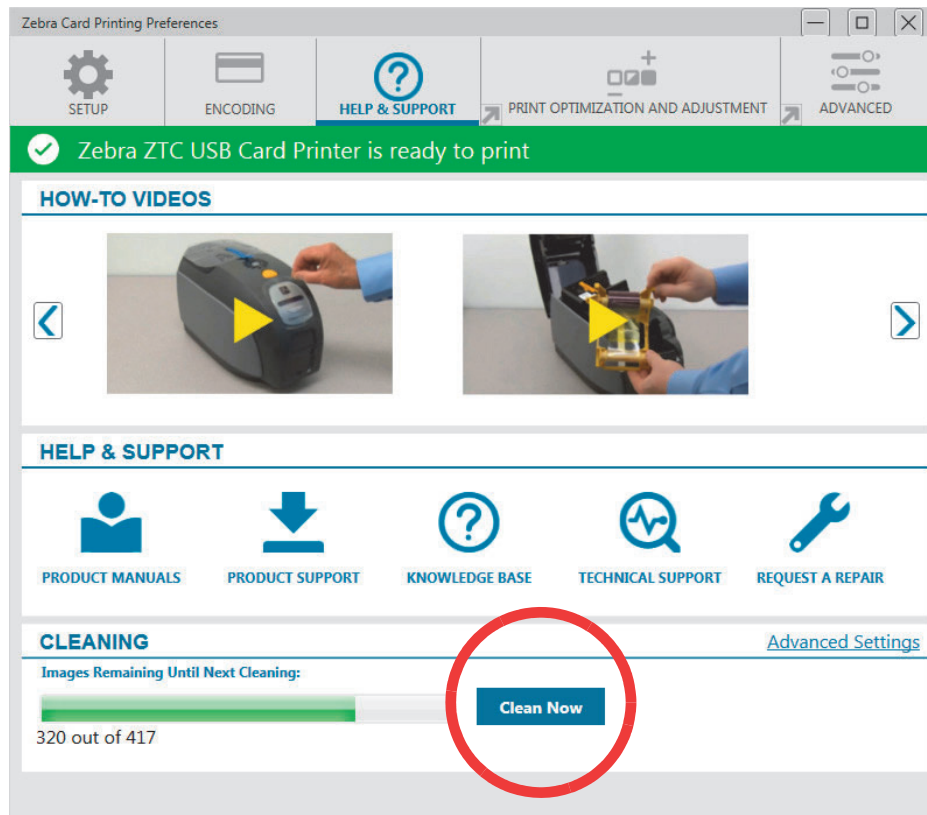 Zebra Card Printing Preferences
SETUP
ENCODING
HELP & SUPPORT
PRINT OPTIMIZATION AND ADJUSTMENT
ADVANCED
Zebra ZTC USB Card Printer is ready to print
HOW-TO VIDEOS
HELP & SUPPORT
PRODUCT MANUALS
PRODUCT SUPPORT
KNOWLEDGE BASE
TECHNICAL SUPPORT
REQUEST A REPAIR
CLEANING
Advanced Settings
Images Remaining Until Next Cleaning:
Clean Now
320 out of 417